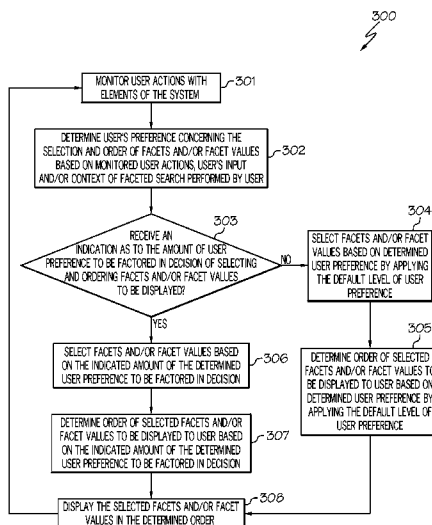 300
MONITOR USER ACTIONS WITH
ELEMENTS OF THE SYSTEM
301
DETERMINE USER'S PREFERENCE CONCERNING THE
SELECTION AND ORDER OF FACETS AND/OR FACET VALUES
BASED ON MONITORED USER ACTIONS, USER'S INPUT
AND/OR CONTEXT OF FACETED SEARCH PERFORMED BY USER
302
303
RECEIVE AN
INDICATION AS TO THE AMOUNT OF USER
PREFERENCE TO BE FACTORED IN DECISION OF SELECTING
AND ORDERING FACETS AND/OR FACET VALUES
TO BE DISPLAYED?
NO
YES
304
SELECT FACETS AND/OR FACET
VALUES BASED ON DETERMINED
USER PREFERENCE BY APPLYING
THE DEFAULT LEVEL OF USER
PREFERENCE
305
DETERMINE ORDER OF SELECTED
FACETS AND/OR FACET VALUES TO
BE DISPLAYED TO USER BASED ON
DETERMINED USER PREFERENCE BY
APPLYING THE DEFAULT LEVEL OF
USER PREFERENCE
SELECT FACETS AND/OR FACET VALUES BASED
ON THE INDICATED AMOUNT OF THE DETERMINED
USER PREFERENCE TO BE FACTORED IN DECISION
306
DETERMINE ORDER OF SELECTED FACETS AND/OR
FACET VALUES TO BE DISPLAYED TO USER BASED
ON THE INDICATED AMOUNT OF THE DETERMINED
USER PREFERENCE TO BE FACTORED IN DECISION
307
308
DISPLAY THE SELECTED FACETS AND/OR FACET
VALUES IN THE DETERMINED ORDER